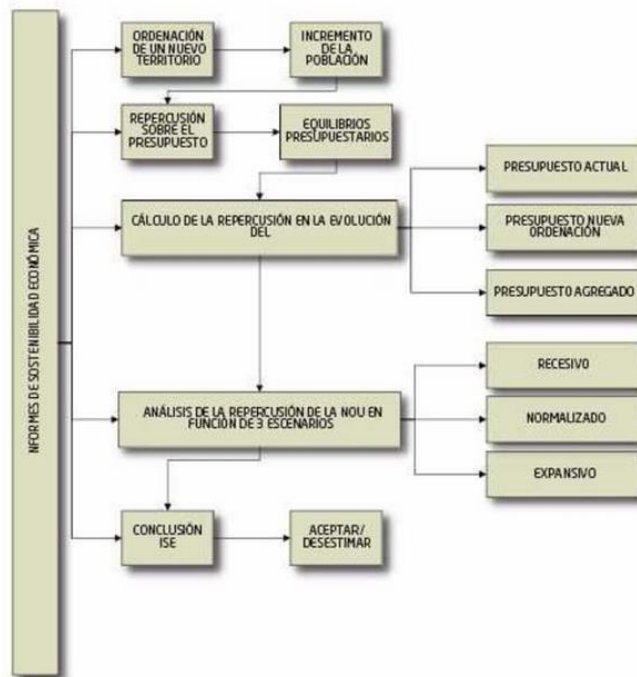 NFORMES DE SOSTENIBILIDAD ECONÓMICA
ORDENACIÓN
DE UN NUEVO
TERRITORIO
INCREMENTO
DE LA
POBLACIÓN
REPERCUSIÓN
SOBRE EL
PRESUPUESTO
EQUILIBRIOS
PRESUPUESTARIOS
CÁLCULO DE LA REPERCUSIÓN EN LA EVOLUCIÓN
DEL
PRESUPUESTO ACTUAL
PRESUPUESTO NUEVA
ORDENACIÓN
PRESUPUESTO AGREGADO
ANÁLISIS DE LA REPERCUSIÓN DE LA NOU EN
FUNCIÓN DE 3 ESCENARIOS
RECESIVO
NORMALIZADO
EXPANSIVO
CONCLUSIÓN
ISE
ACEPTAR/
DESESTIMAR